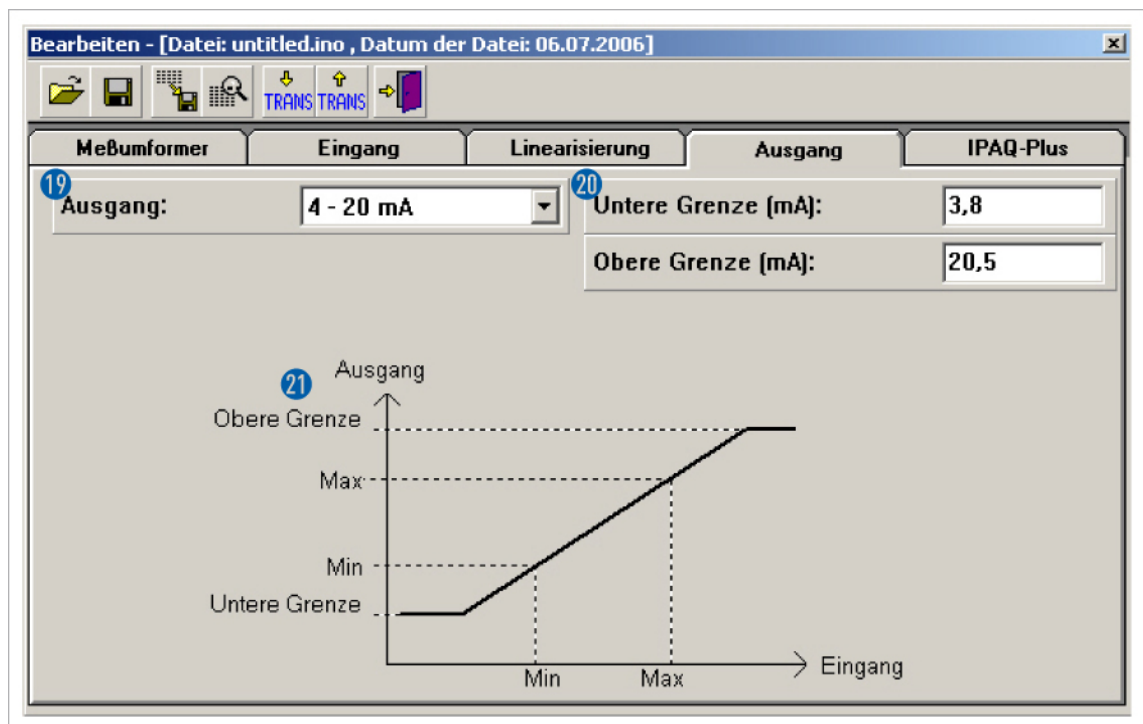 Bearbeiten - [Datei: untitled.ino , Datum der Datei: 06.07.2006]
TRANS TRANS
Meßumformer Eingang Linearisierung Ausgang IPAQ-Plus
19 Ausgang: 4 - 20 mA
20 Untere Grenze (mA): 3,8
Obere Grenze (mA): 20,5
21 Ausgang
Obere Grenze
Max
Min
Untere Grenze
Min Max Eingang